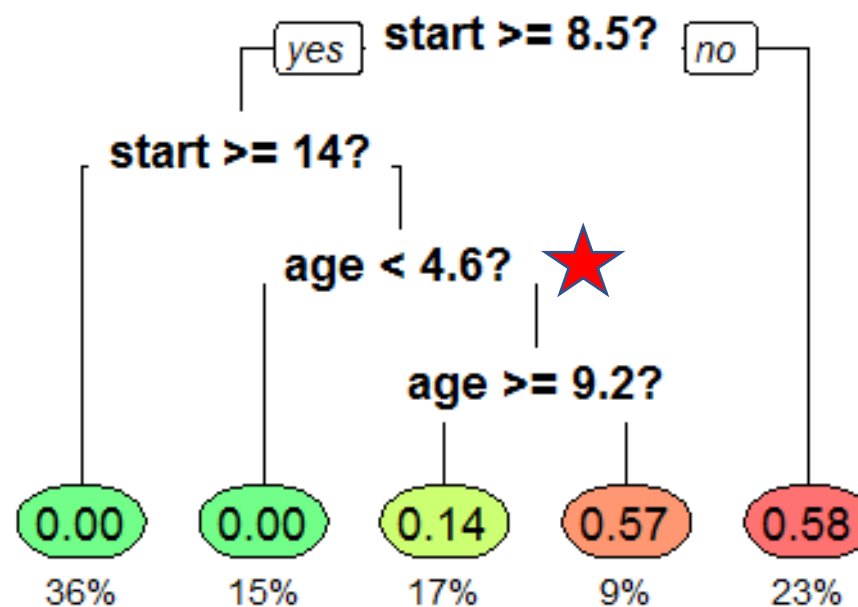 yes start >= 8.5? no
start >= 14?
age < 4.6?
age >= 9.2?
0.00 0.00 0.14 0.57 0.58
36% 15% 17% 9% 23%